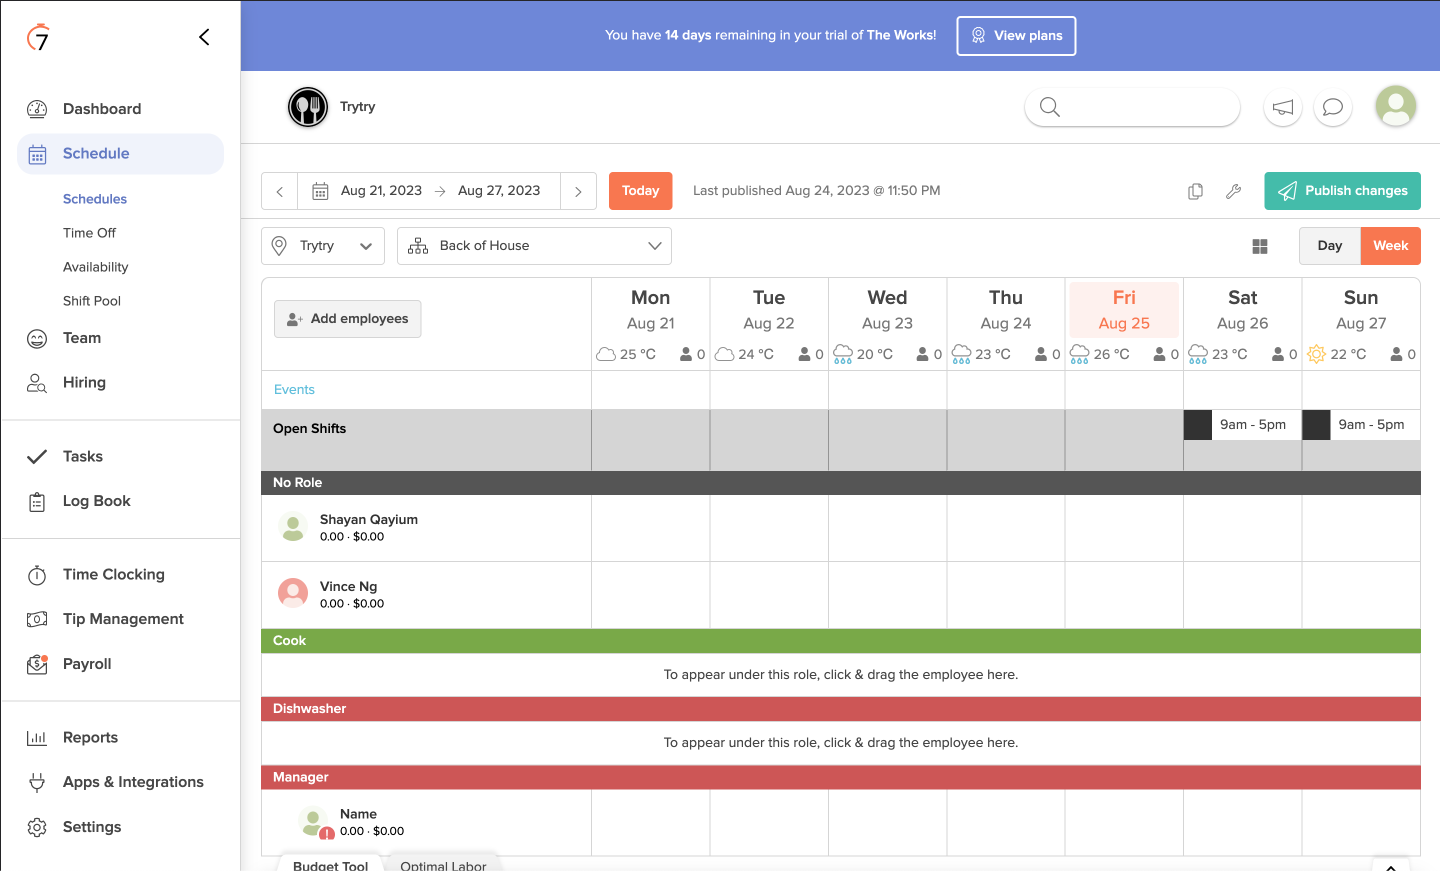 You have 14 days remaining in your trial of The Works!
View plans
7
Dashboard
Schedule
Schedules
Time Off
Availability
Shift Pool
Team
Hiring
Tasks
Log Book
Time Clocking
Tip Management
Payroll
Reports
Apps & Integrations
Settings
Trytry
Aug 21, 2023 → Aug 27, 2023
Today
Last published Aug 24, 2023 @ 11:50 PM
Publish changes
Trytry
Back of House
Day
Week
Add employees
Mon
Aug 21
25 °C 0
Tue
Aug 22
24 °C 0
Wed
Aug 23
20 °C 0
Thu
Aug 24
23 °C 0
Fri
Aug 25
26 °C 0
Sat
Aug 26
23 °C 0
Sun
Aug 27
22 °C 0
Events
Open Shifts
9am - 5pm
9am - 5pm
No Role
Shayan Qayium
0.00 · $0.00
Vince Ng
0.00 · $0.00
Cook
To appear under this role, click & drag the employee here.
Dishwasher
To appear under this role, click & drag the employee here.
Manager
Name
0.00 · $0.00
Budget Tool
Optimal Labor